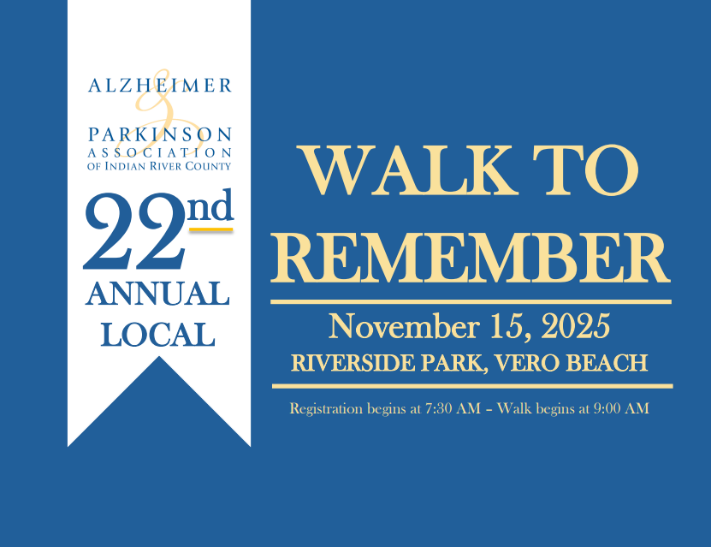 ALZHEIMER
&
PARKINSON
ASSOCIATION
OF INDIAN RIVER COUNTY
22nd
ANNUAL
LOCAL
WALK TO
REMEMBER
November 15, 2025
RIVERSIDE PARK, VERO BEACH
Registration begins at 7:30 AM – Walk begins at 9:00 AM